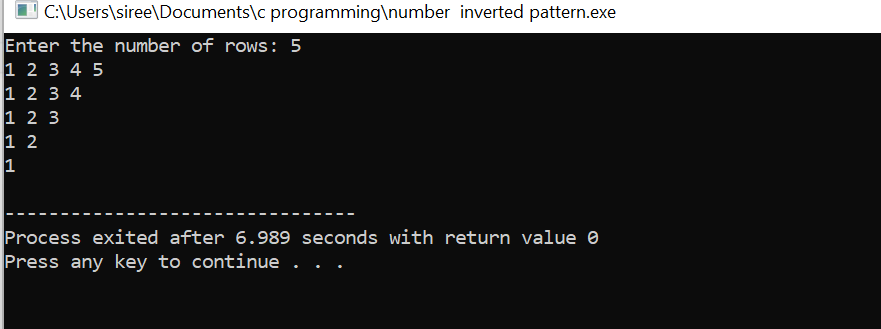 C:\Users\siree\Documents\c programming\number  inverted pattern.exe
Enter the number of rows: 5
1 2 3 4 5
1 2 3 4
1 2 3
1 2
1
--------------------------------
Process exited after 6.989 seconds with return value 0
Press any key to continue . . .